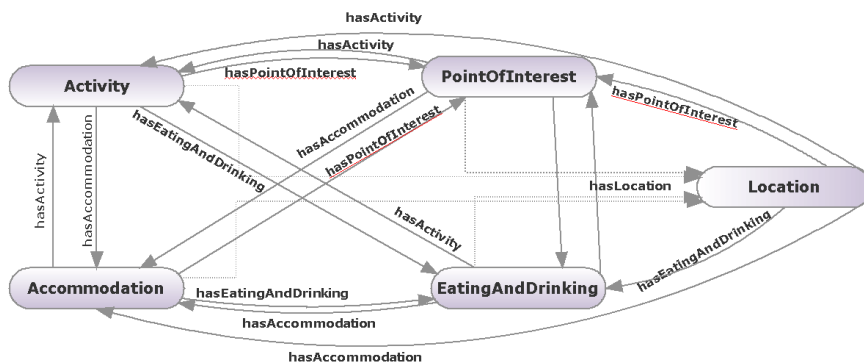 hasActivity
hasActivity
hasPointOfInterest
Activity
PointOfInterest
hasPointOfInterest
hasAccommodation
hasEatingAndDrinking
hasPointOfInterest
hasActivity
hasAccommodation
hasLocation
Location
hasActivity
hasEatingAndDrinking
Accommodation
hasEatingAndDrinking
EatingAndDrinking
hasAccommodation
hasAccommodation